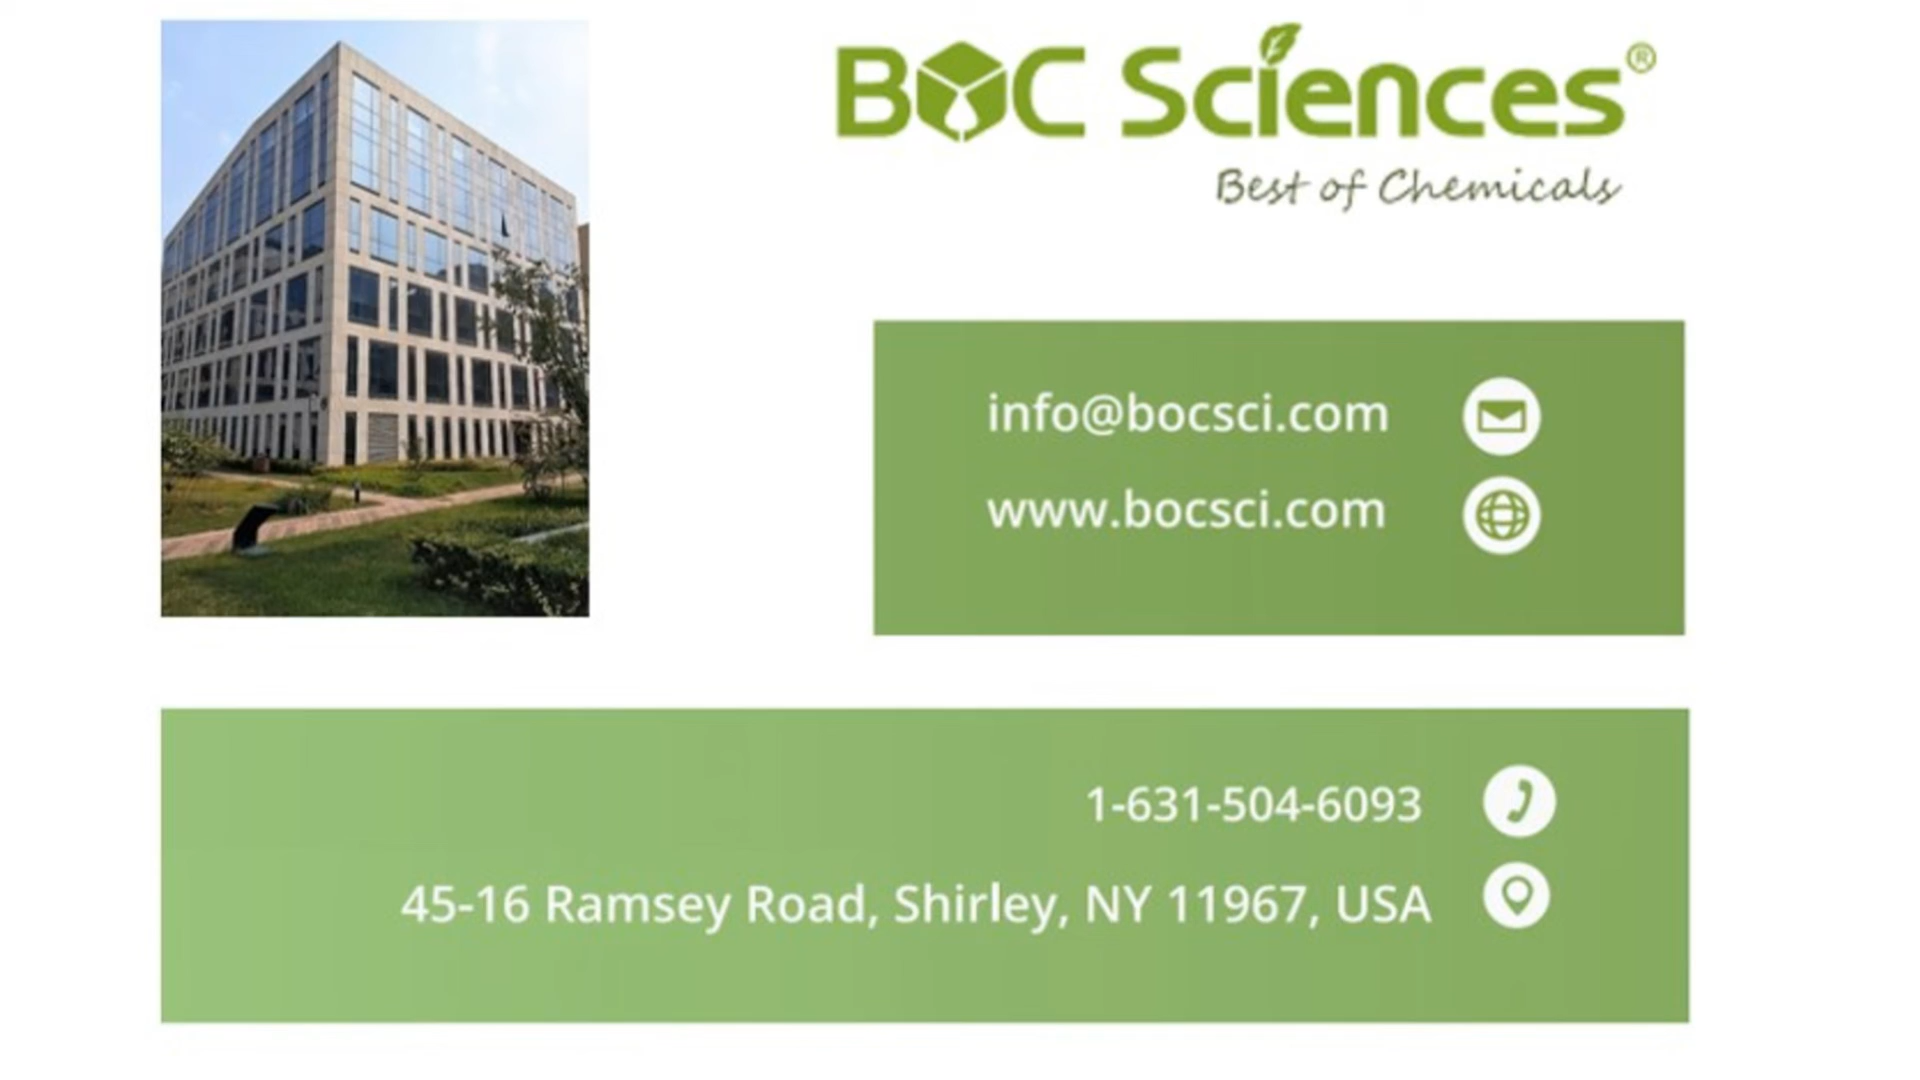 BOC Sciences®
Best of Chemicals
info@bocsci.com
www.bocsci.com
1-631-504-6093
45-16 Ramsey Road, Shirley, NY 11967, USA